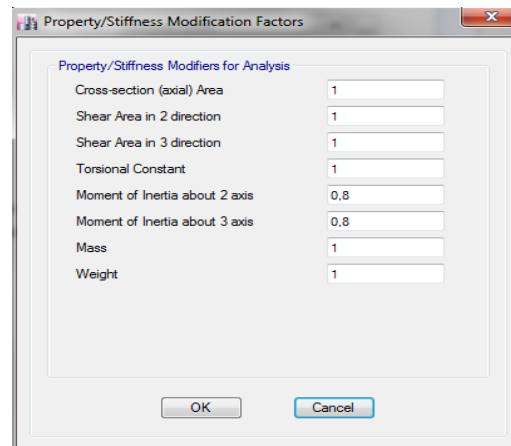 Property/Stiffness Modification Factors
Property/Stiffness Modifiers for Analysis
Cross-section (axial) Area 1
Shear Area in 2 direction 1
Shear Area in 3 direction 1
Torsional Constant 1
Moment of Inertia about 2 axis 0,8
Moment of Inertia about 3 axis 0,8
Mass 1
Weight 1
OK Cancel